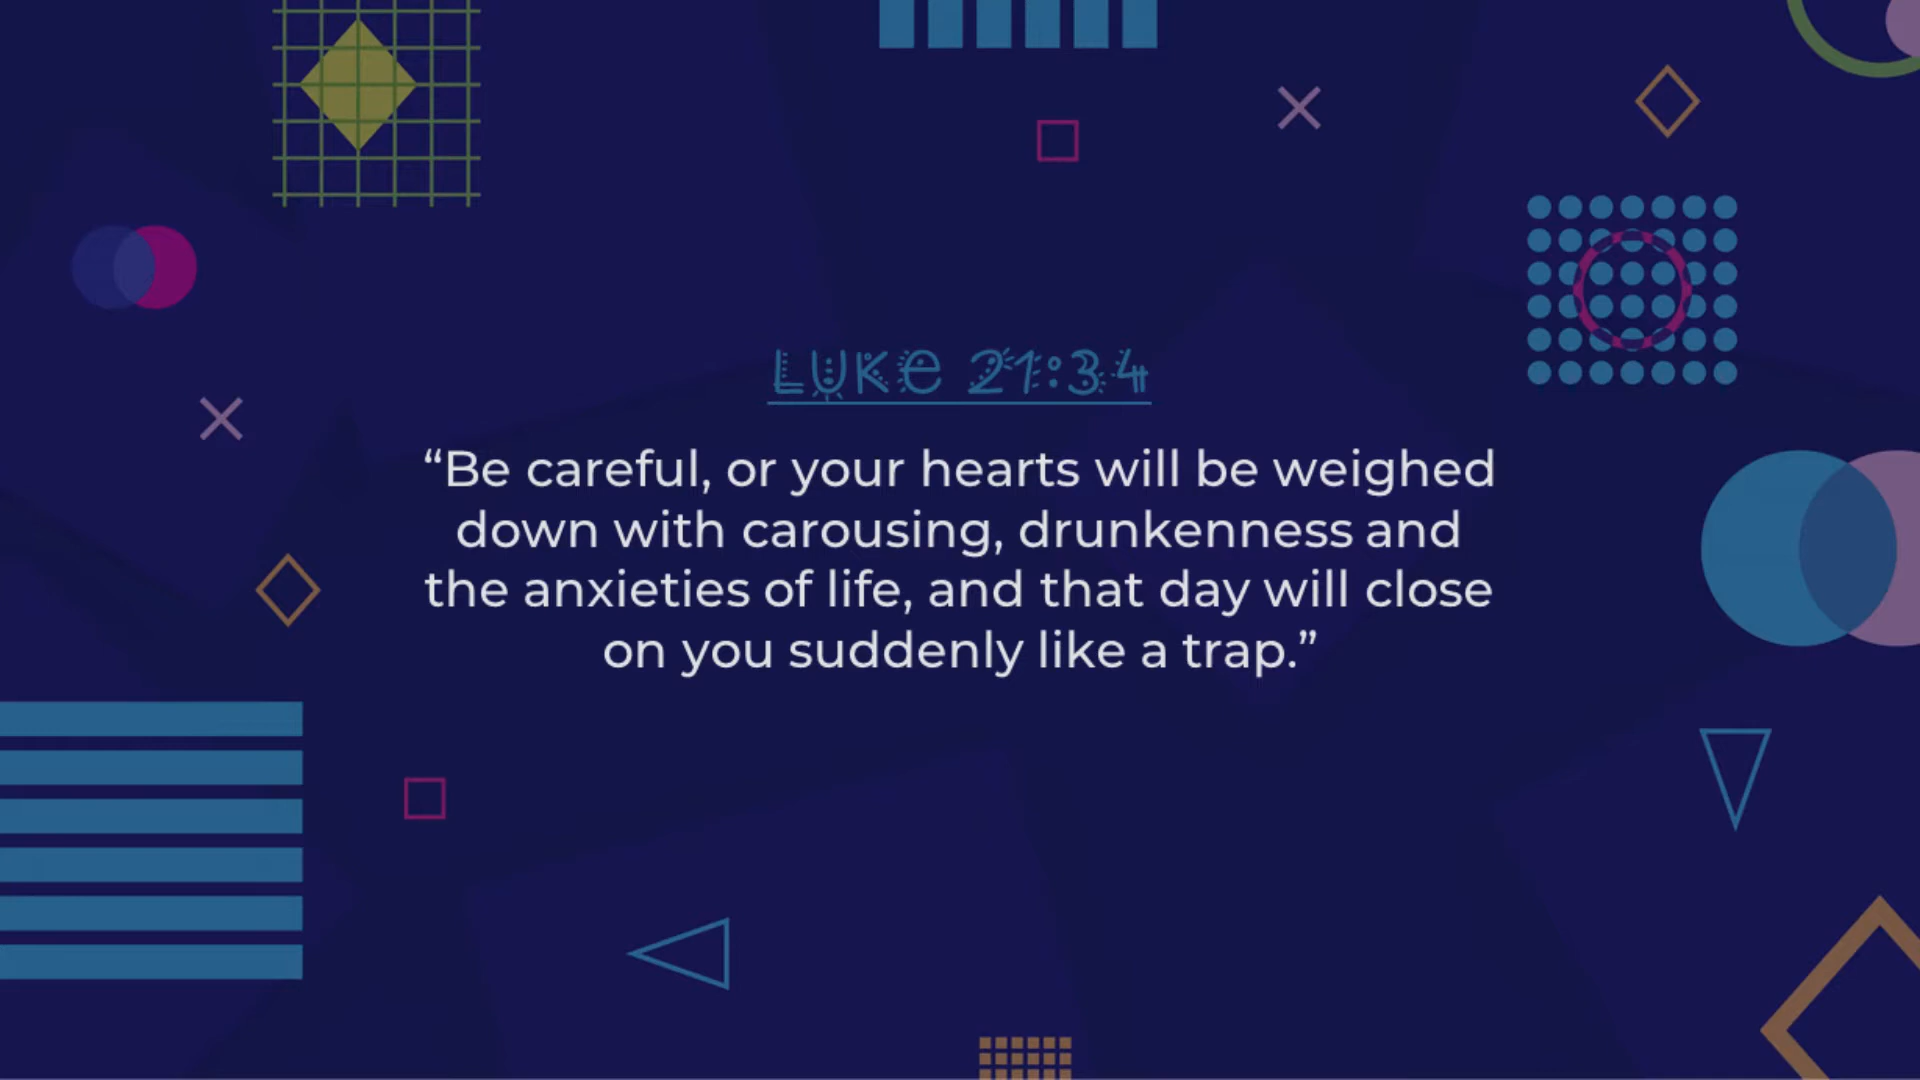 LUKE 21:34
“Be careful, or your hearts will be weighed
down with carousing, drunkenness and
the anxieties of life, and that day will close
on you suddenly like a trap.”